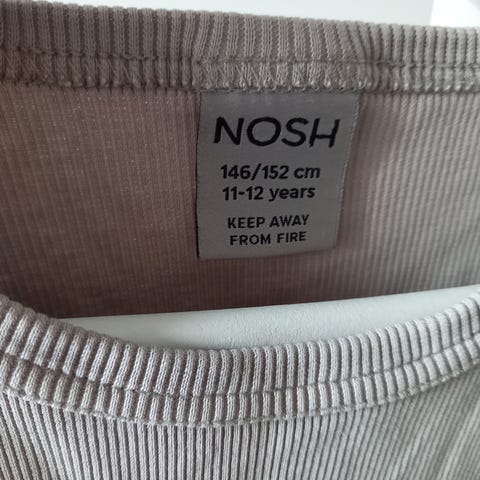 NOSH
146/152 cm
11-12 years
KEEP AWAY
FROM FIRE